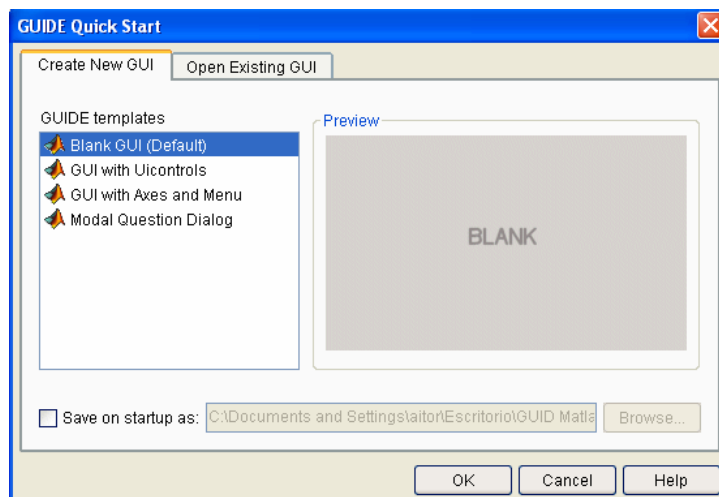 GUIDE Quick Start
Create New GUI
Open Existing GUI
GUIDE templates
Blank GUI (Default)
GUI with Uicontrols
GUI with Axes and Menu
Modal Question Dialog
Preview
BLANK
Save on startup as:
C:\Documents and Settings\aitor\Escritorio\GUID Matla
Browse...
OK
Cancel
Help